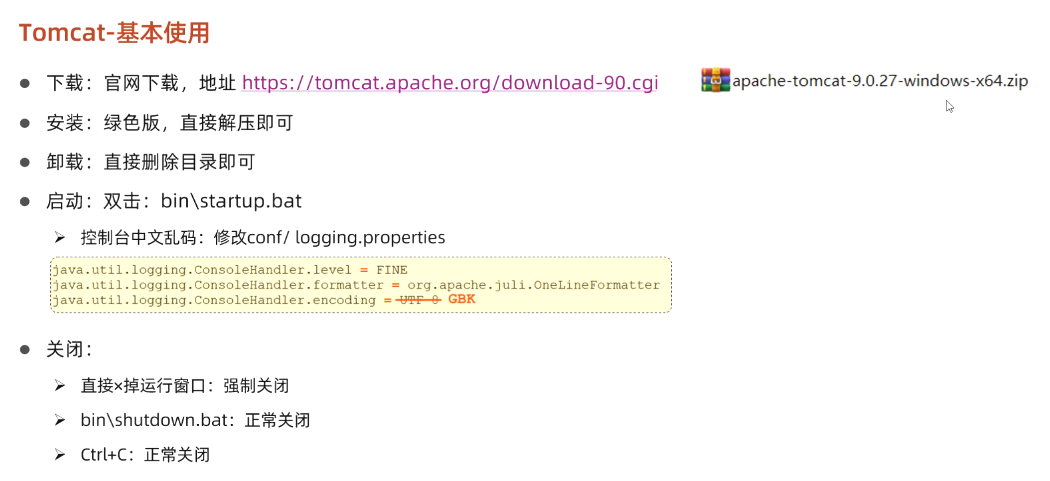 Tomcat-基本使用
下载：官网下载，地址 https://tomcat.apache.org/download-90.cgi
apache-tomcat-9.0.27-windows-x64.zip
安装：绿色版，直接解压即可
卸载：直接删除目录即可
启动：双击：bin\startup.bat
控制台中文乱码：修改conf/ logging.properties
java.util.logging.ConsoleHandler.level = FINE
java.util.logging.ConsoleHandler.formatter = org.apache.juli.OneLineFormatter
java.util.logging.ConsoleHandler.encoding = UTF-8 GBK
关闭：
直接×掉运行窗口：强制关闭
bin\shutdown.bat：正常关闭
Ctrl+C：正常关闭